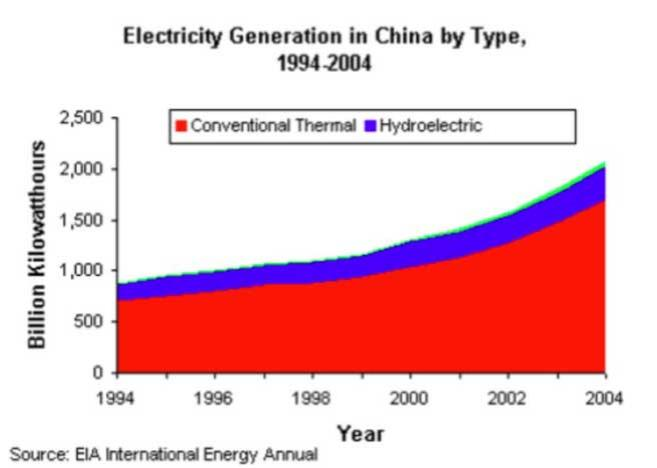 Electricity Generation in China by Type,
1994-2004
Conventional Thermal Hydroelectric
Billion Kilowatthours
2,500
2,000
1,500
1,000
500
0
1994 1996 1998 2000 2002 2004
Year
Source: EIA International Energy Annual